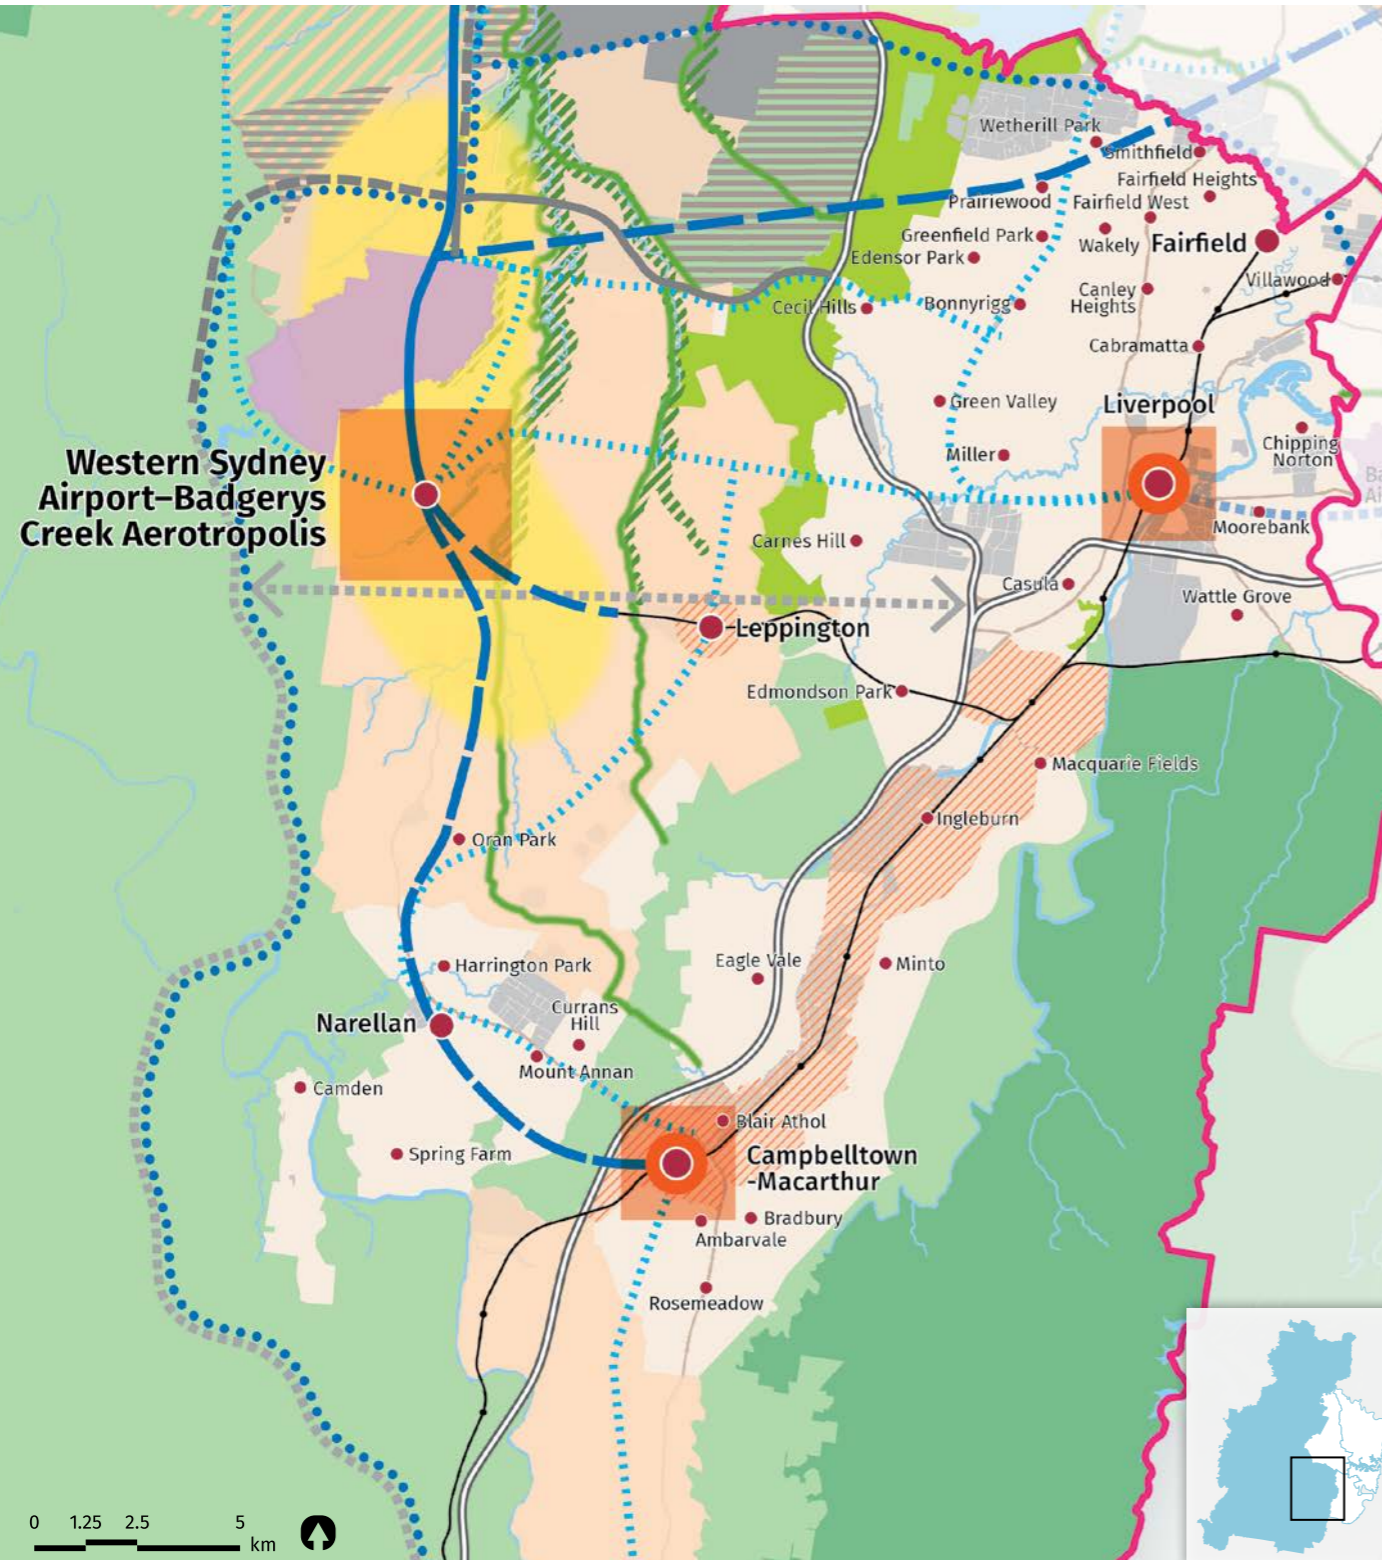 Wetherill Park
Smithfield
Fairfield Heights
Prairiewood
Fairfield West
Greenfield Park
Wakely
Fairfield
Edensor Park
Villawood
Canley
Heights
Cecil Hills
Bonnyrigg
Cabramatta
Green Valley
Liverpool
Chipping
Norton
Miller
Western Sydney
Airport–Badgerys
Creek Aerotropolis
Ba
Ai
Moorebank
Carnes Hill
Casula
Wattle Grove
Leppington
Edmondson Park
Macquarie Fields
Ingleburn
Oran Park
Eagle Vale
Minto
Harrington Park
Currans
Hill
Narellan
Mount Annan
Camden
Blair Athol
Spring Farm
Campbelltown
-Macarthur
Bradbury
Ambarvale
Rosemeadow
0 1.25 2.5 5
km